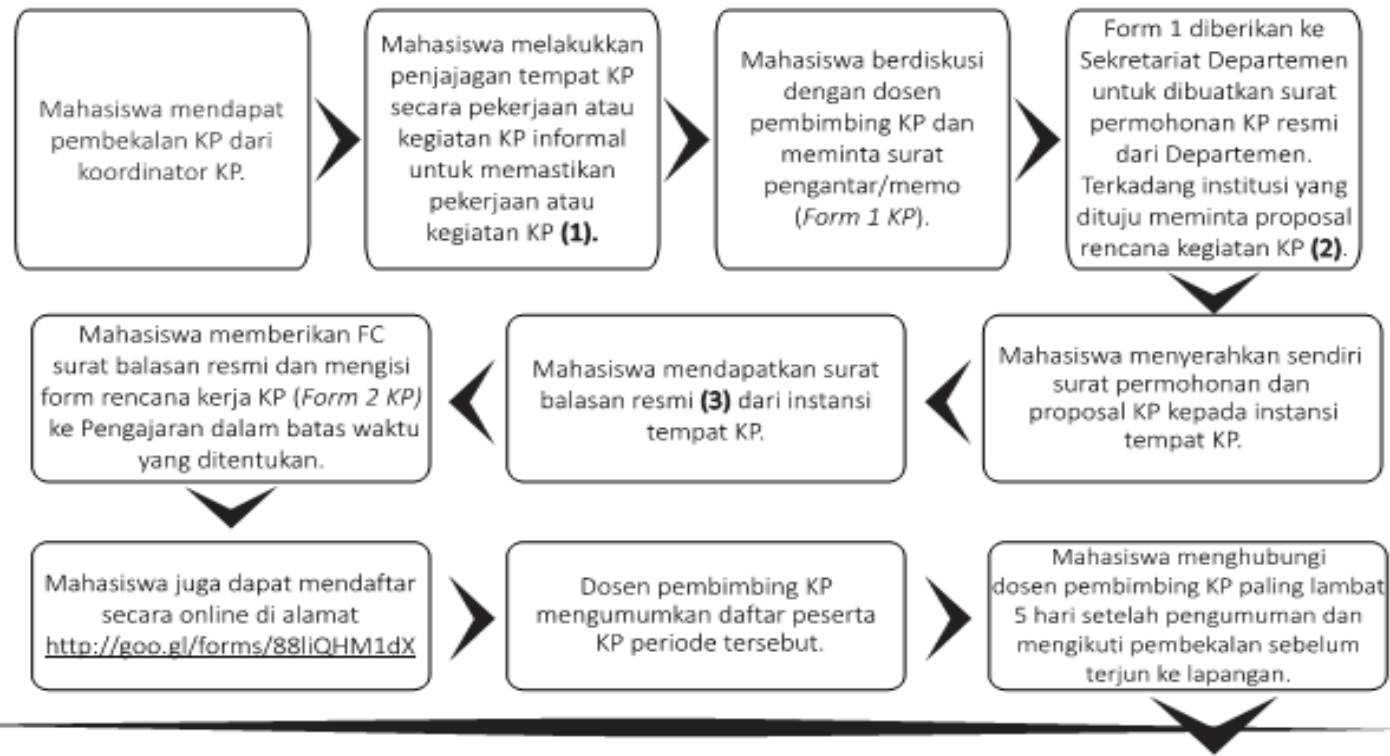 Mahasiswa mendapat
pembekalan KP dari
koordinator KP.
Mahasiswa melakukkan
penjajagan tempat KP
secara pekerjaan atau
kegiatan KP informal
untuk memastikan
pekerjaan atau
kegiatan KP (1).
Mahasiswa berdiskusi
dengan dosen
pembimbing KP dan
meminta surat
pengantar/memo
(Form 1 KP).
Form 1 diberikan ke
Sekretariat Departemen
untuk dibuatkan surat
permohonan KP resmi
dari Departemen.
Terkadang institusi yang
dituju meminta proposal
rencana kegiatan KP (2).
Mahasiswa menyerahkan sendiri
surat permohonan dan
proposal KP kepada instansi
tempat KP.
Mahasiswa mendapatkan surat
balasan resmi (3) dari instansi
tempat KP.
Mahasiswa memberikan FC
surat balasan resmi dan mengisi
form rencana kerja KP (Form 2 KP)
ke Pengajaran dalam batas waktu
yang ditentukan.
Mahasiswa juga dapat mendaftar
secara online di alamat
http://goo.gl/forms/88liQHM1dX
Dosen pembimbing KP
mengumumkan daftar peserta
KP periode tersebut.
Mahasiswa menghubungi
dosen pembimbing KP paling lambat
5 hari setelah pengumuman dan
mengikuti pembekalan sebelum
terjun ke lapangan.